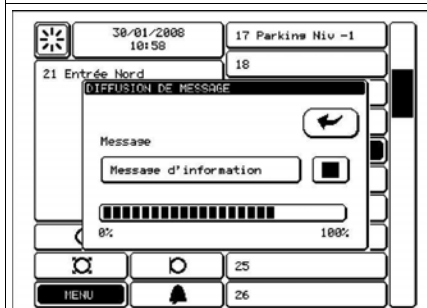 30/01/2008
10:58
17 Parking Niv -1
18
21 Entrée Nord
DIFFUSION DE MESSAGE
Message
Message d'information
0%
100%
25
MENU
26